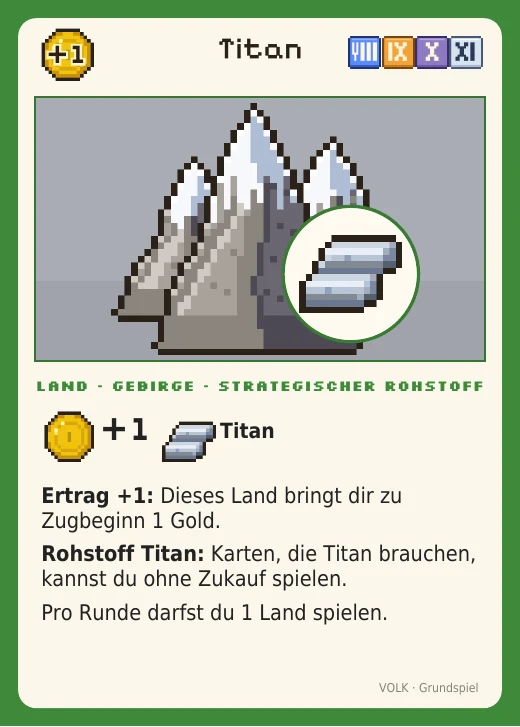 +1 Titan VIII IX X XI
LAND - GEBIRGE - STRATEGISCHER ROHSTOFF
+1 Titan
Ertrag +1: Dieses Land bringt dir zu
Zugbeginn 1 Gold.
Rohstoff Titan: Karten, die Titan brauchen,
kannst du ohne Zukauf spielen.
Pro Runde darfst du 1 Land spielen.
VOLK · Grundspiel